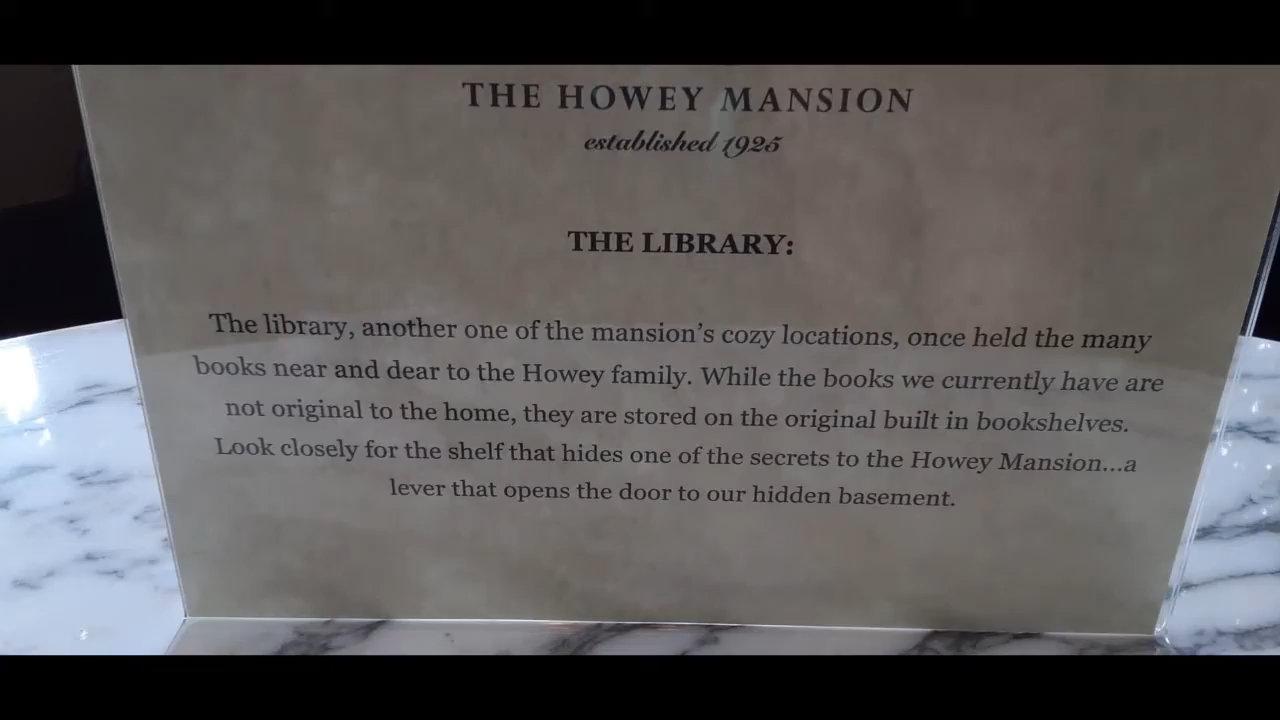 THE HOWEY MANSION
established 1925
THE LIBRARY:
The library, another one of the mansion's cozy locations, once held the many
books near and dear to the Howey family. While the books we currently have are
not original to the home, they are stored on the original built in bookshelves.
Look closely for the shelf that hides one of the secrets to the Howey Mansion...a
lever that opens the door to our hidden basement.